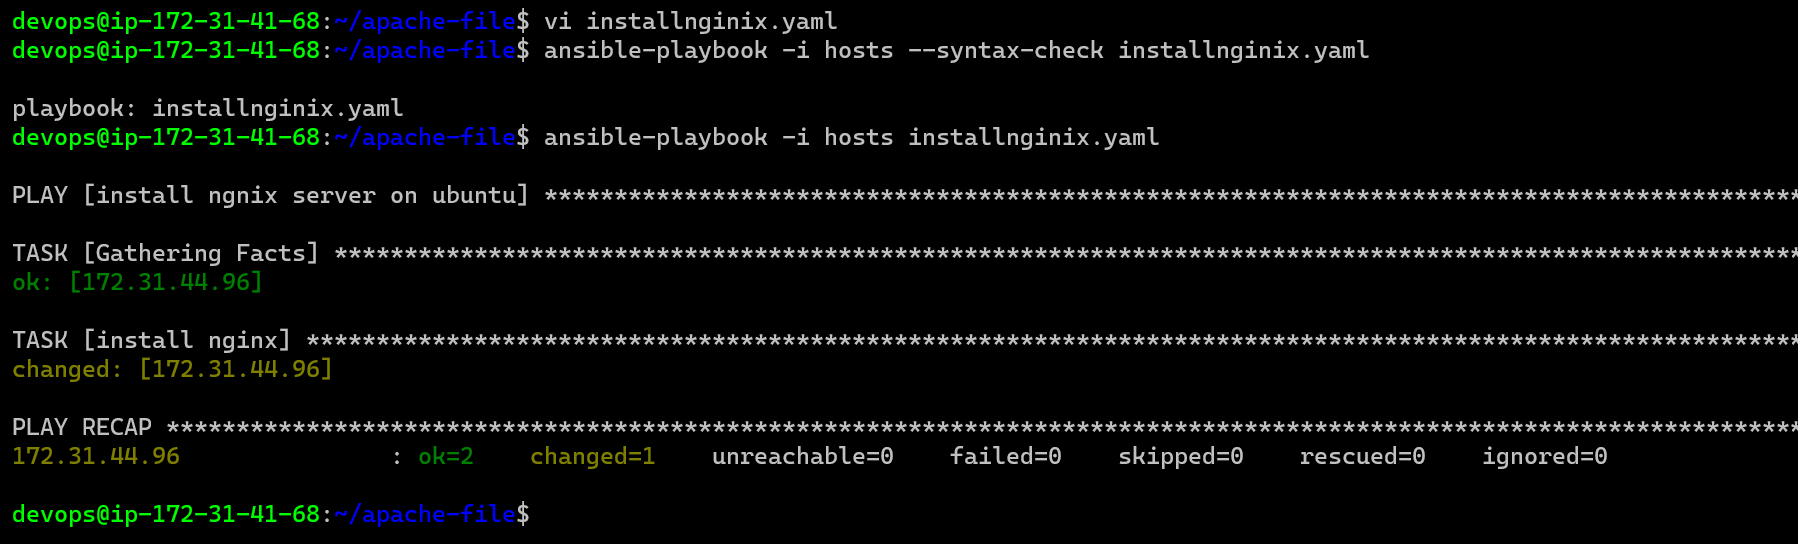 devops@ip-172-31-41-68:~/apache-file$ vi installnginix.yaml
devops@ip-172-31-41-68:~/apache-file$ ansible-playbook -i hosts --syntax-check installnginix.yaml
playbook: installnginix.yaml
devops@ip-172-31-41-68:~/apache-file$ ansible-playbook -i hosts installnginix.yaml
PLAY [install ngnix server on ubuntu] ******************************************************************************************
TASK [Gathering Facts] *********************************************************************************************************
ok: [172.31.44.96]
TASK [install nginx] ***********************************************************************************************************
changed: [172.31.44.96]
PLAY RECAP *********************************************************************************************************************
172.31.44.96               : ok=2    changed=1    unreachable=0    failed=0    skipped=0    rescued=0    ignored=0
devops@ip-172-31-41-68:~/apache-file$